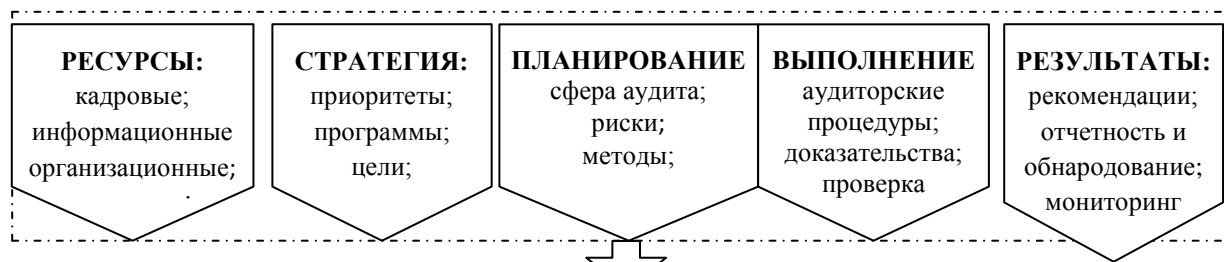 РЕСУРСЫ:
кадровые;
информационные
организационные;
.
СТРАТЕГИЯ:
приоритеты;
программы;
цели;
ПЛАНИРОВАНИЕ
сфера аудита;
риски;
методы;
ВЫПОЛНЕНИЕ
аудиторские
процедуры;
доказательства;
проверка
РЕЗУЛЬТАТЫ:
рекомендации;
отчетность и
обнародование;
мониторинг